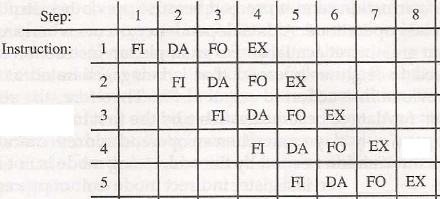 Step: 1 2 3 4 5 6 7 8
Instruction: 1 FI DA FO EX
2 FI DA FO EX
3 FI DA FO EX
4 FI DA FO EX
5 FI DA FO EX